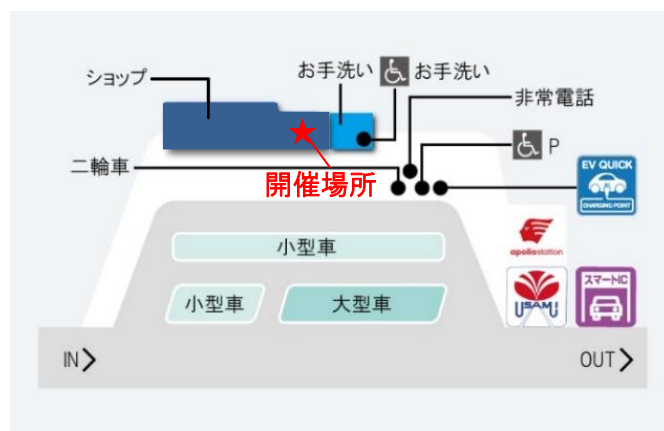 ショップ
お手洗い
お手洗い
非常電話
P
二輪車
開催場所
EV QUICK
CHARGING POINT
小型車
apollostation
小型車
大型車
USAMI
スマートIC
IN
OUT